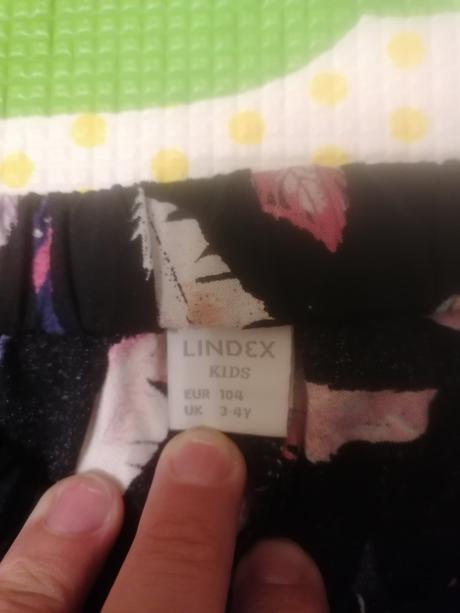 LINDEX
KIDS
EUR 104
UK 3-4Y